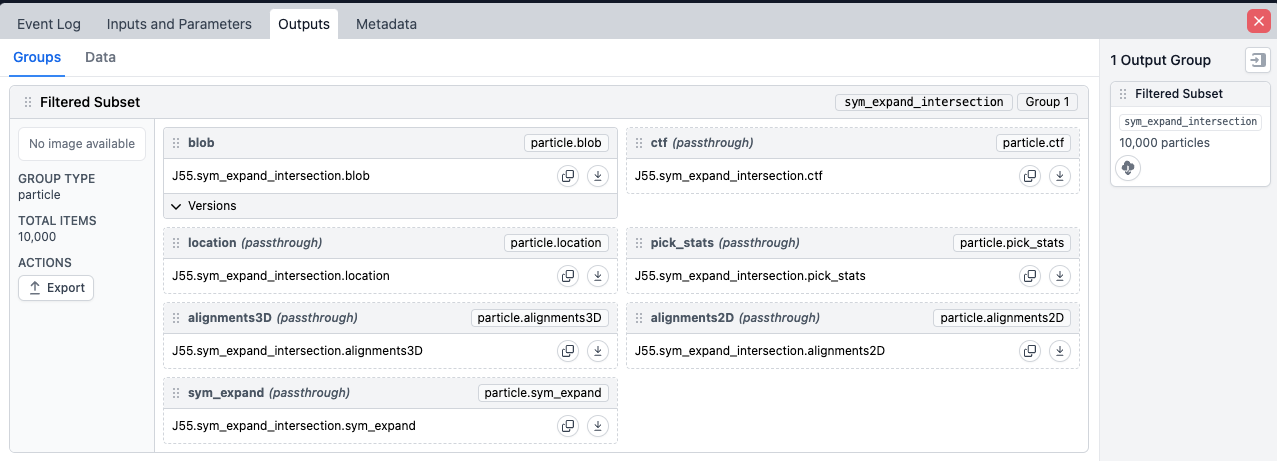 Event Log Inputs and Parameters Outputs Metadata
Groups Data
Filtered Subset sym_expand_intersection Group 1
No image available
GROUP TYPE
particle
TOTAL ITEMS
10,000
ACTIONS
Export
blob particle.blob
J55.sym_expand_intersection.blob
Versions
ctf (passthrough) particle.ctf
J55.sym_expand_intersection.ctf
location (passthrough) particle.location
J55.sym_expand_intersection.location
pick_stats (passthrough) particle.pick_stats
J55.sym_expand_intersection.pick_stats
alignments3D (passthrough) particle.alignments3D
J55.sym_expand_intersection.alignments3D
alignments2D (passthrough) particle.alignments2D
J55.sym_expand_intersection.alignments2D
sym_expand (passthrough) particle.sym_expand
J55.sym_expand_intersection.sym_expand
1 Output Group
Filtered Subset
sym_expand_intersection
10,000 particles